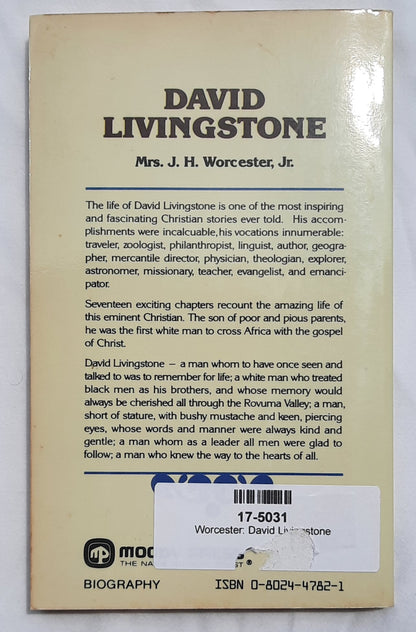 DAVID
LIVINGSTONE
Mrs. J. H. Worcester, Jr.
The life of David Livingstone is one of the most inspiring
and fascinating Christian stories ever told. His accom-
plishments were incalcuable, his vocations innumerable:
traveler, zoologist, philanthropist, linguist, author, geogra-
pher, mercantile director, physician, theologian, explorer,
astronomer, missionary, teacher, evangelist, and emanci-
pator.
Seventeen exciting chapters recount the amazing life of
this eminent Christian. The son of poor and pious parents,
he was the first white man to cross Africa with the gospel
of Christ.
David Livingstone — a man whom to have once seen and
talked to was to remember for life; a white man who treated
black men as his brothers, and whose memory would
always be cherished all through the Rovuma Valley; a man,
short of stature, with bushy mustache and keen, piercing
eyes, whose words and manner were always kind and
gentle; a man whom as a leader all men were glad to
follow; a man who knew the way to the hearts of all.
17-5031
Worcester: David Livingstone
THE
BIOGRAPHY ISBN 0-8024-4782-1